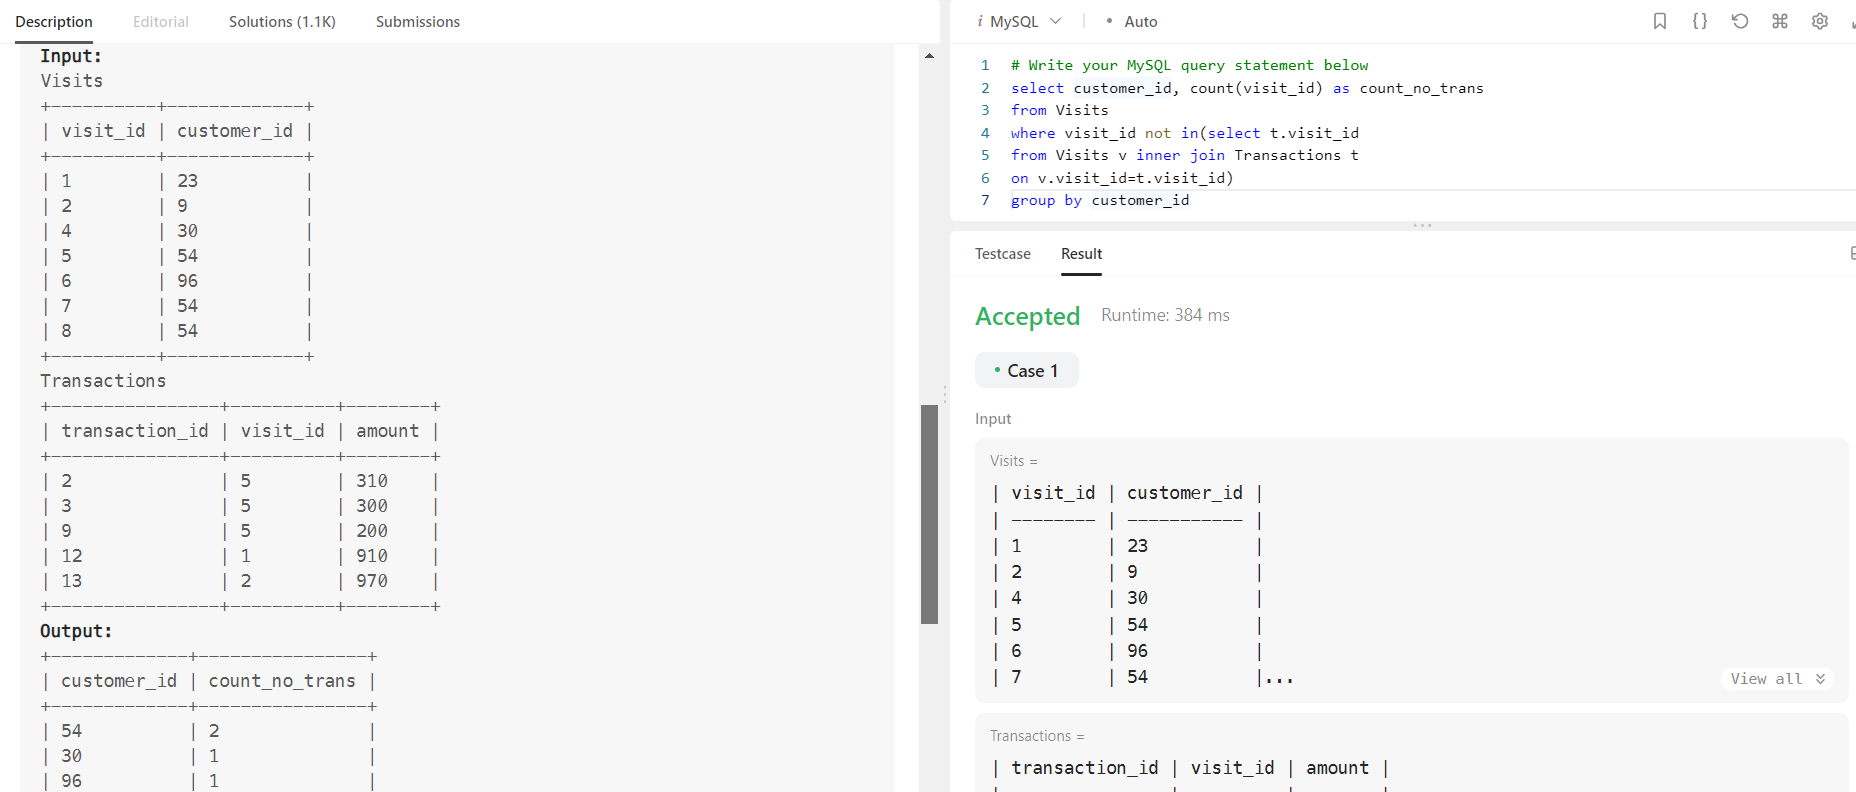 Description Editorial Solutions (1.1K) Submissions
Input:
Visits
+----------+-------------+
| visit_id | customer_id |
+----------+-------------+
| 1        | 23          |
| 2        | 9           |
| 4        | 30          |
| 5        | 54          |
| 6        | 96          |
| 7        | 54          |
| 8        | 54          |
+----------+-------------+
Transactions
+----------------+----------+--------+
| transaction_id | visit_id | amount |
+----------------+----------+--------+
| 2              | 5        | 310    |
| 3              | 5        | 300    |
| 9              | 5        | 200    |
| 12             | 1        | 910    |
| 13             | 2        | 970    |
+----------------+----------+--------+
Output:
+-------------+----------------+
| customer_id | count_no_trans |
+-------------+----------------+
| 54          | 2              |
| 30          | 1              |
| 96          | 1              |
i MySQL • Auto
1 # Write your MySQL query statement below
2 select customer_id, count(visit_id) as count_no_trans
3 from Visits
4 where visit_id not in(select t.visit_id
5 from Visits v inner join Transactions t
6 on v.visit_id=t.visit_id)
7 group by customer_id
Testcase Result
Accepted Runtime: 384 ms
• Case 1
Input
Visits =
| visit_id | customer_id |
| -------- | ----------- |
| 1        | 23          |
| 2        | 9           |
| 4        | 30          |
| 5        | 54          |
| 6        | 96          |
| 7        | 54          |...
View all
Transactions =
| transaction_id | visit_id | amount |